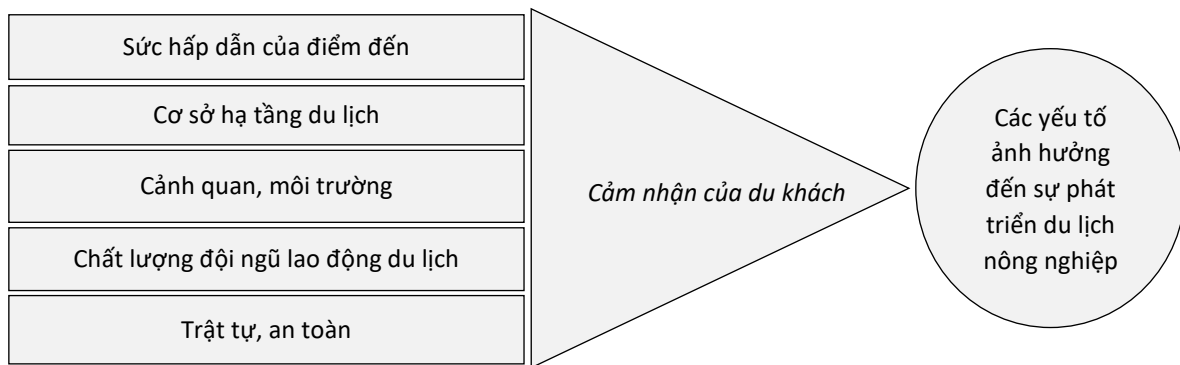 Sức hấp dẫn của điểm đến
Cơ sở hạ tầng du lịch
Cảnh quan, môi trường
Chất lượng đội ngũ lao động du lịch
Trật tự, an toàn
Cảm nhận của du khách
Các yếu tố
ảnh hưởng
đến sự phát
triển du lịch
nông nghiệp